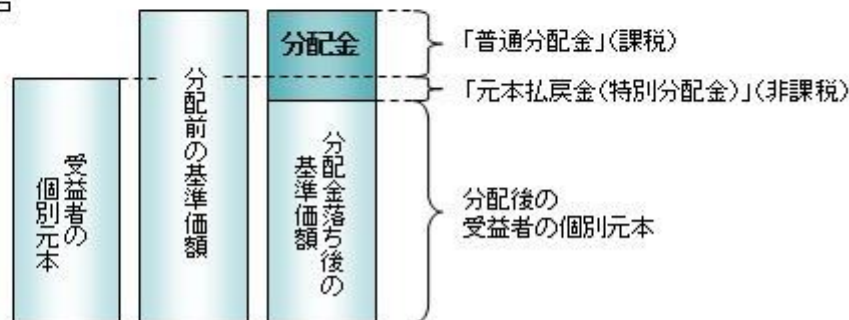 分配金
「普通分配金」(課税)
「元本払戻金(特別分配金)」(非課税)
受益者の
個別元本
分配前の基準価額
分配金落ち後の
基準価額
分配後の
受益者の個別元本